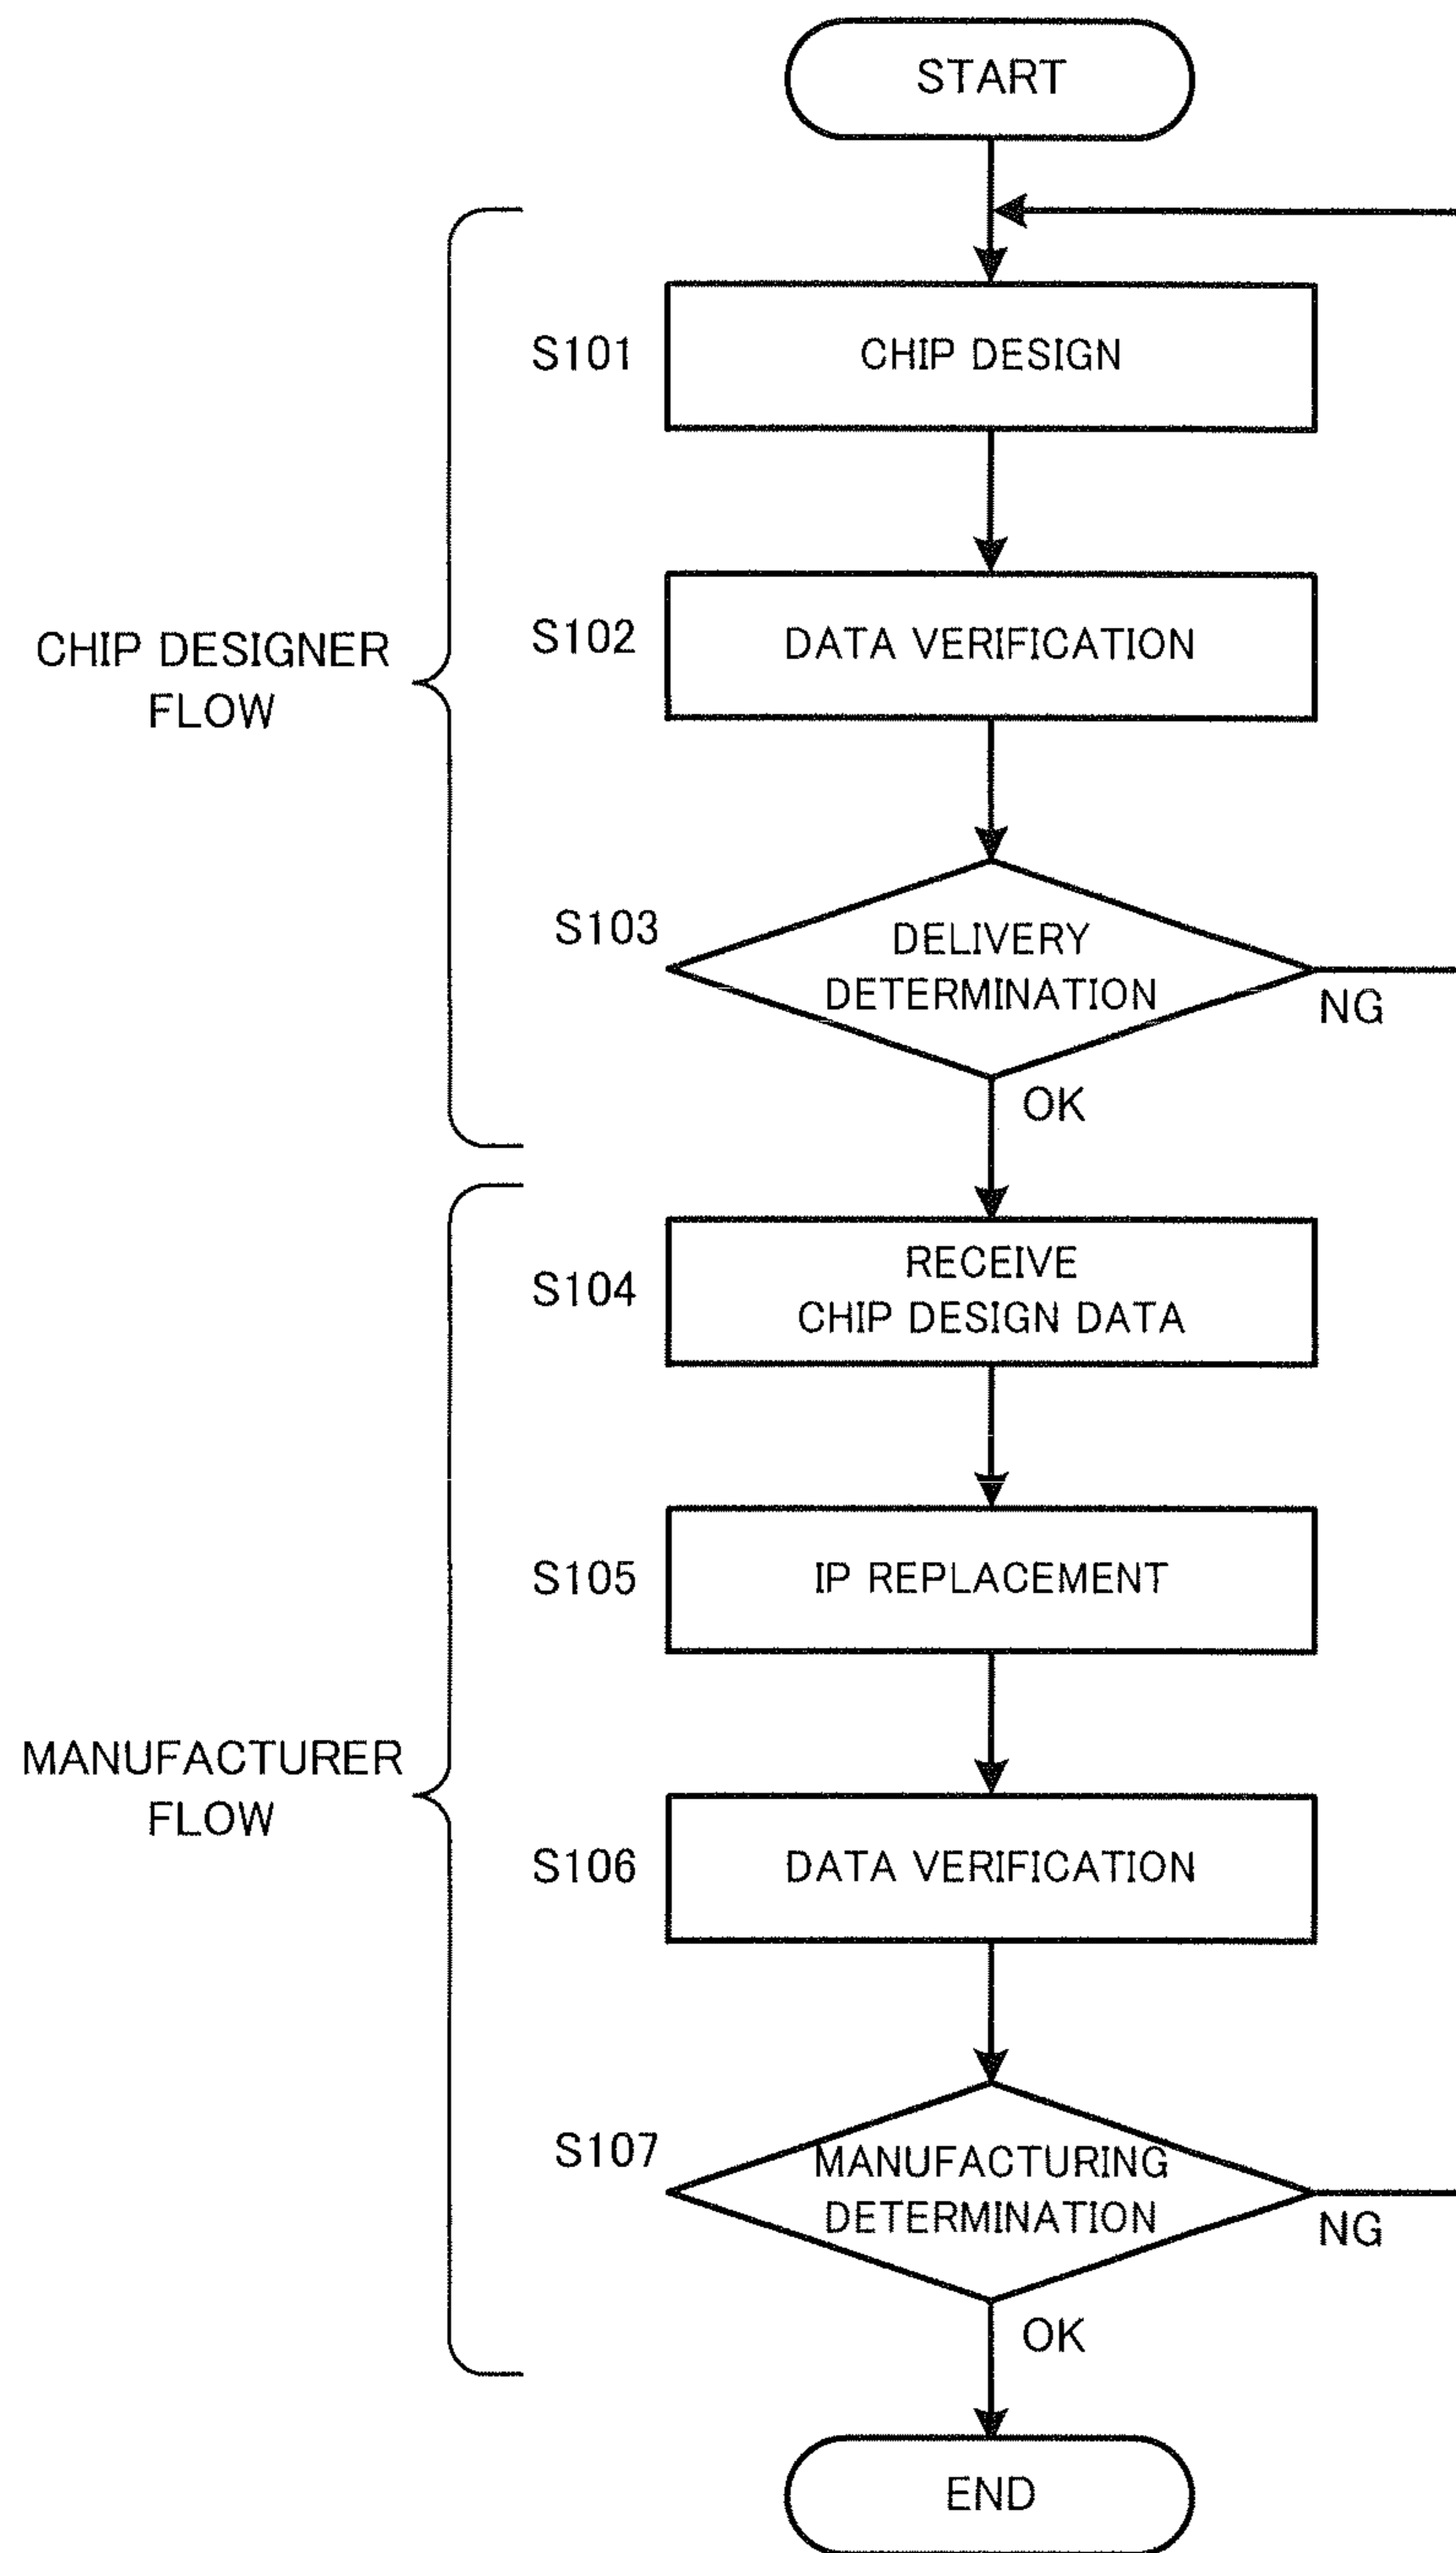 START
S101
CHIP DESIGN
S102
DATA VERIFICATION
CHIP DESIGNER
FLOW
S103
DELIVERY
DETERMINATION
NG
OK
S104
RECEIVE
CHIP DESIGN DATA
S105
IP REPLACEMENT
MANUFACTURER
FLOW
S106
DATA VERIFICATION
S107
MANUFACTURING
DETERMINATION
NG
OK
END